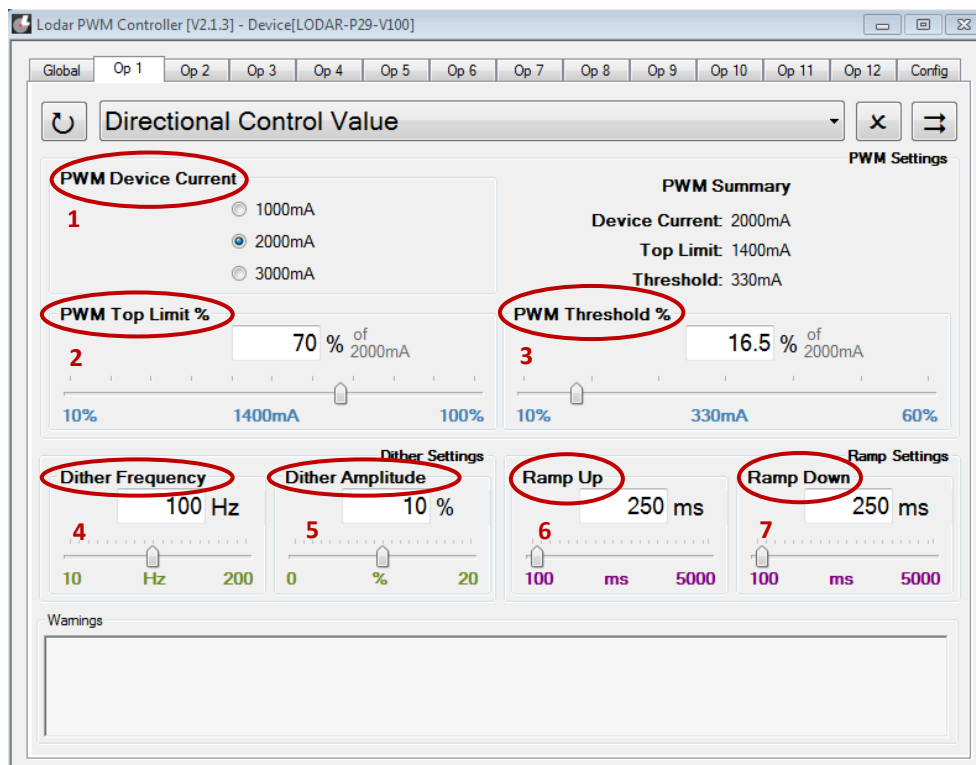 Lodar PWM Controller [V2.1.3] - Device[LODAR-P29-V100]
Global Op 1 Op 2 Op 3 Op 4 Op 5 Op 6 Op 7 Op 8 Op 9 Op 10 Op 11 Op 12 Config
Directional Control Value
PWM Settings
PWM Device Current
1
1000mA
2000mA
3000mA
PWM Summary
Device Current: 2000mA
Top Limit: 1400mA
Threshold: 330mA
PWM Top Limit %
2
70 % of 2000mA
10% 1400mA 100%
PWM Threshold %
3
16.5 % of 2000mA
10% 330mA 60%
Dither Settings
Dither Frequency
4
100 Hz
10 Hz 200
Dither Amplitude
5
10 %
0 % 20
Ramp Settings
Ramp Up
6
250 ms
100 ms 5000
Ramp Down
7
250 ms
100 ms 5000
Warnings